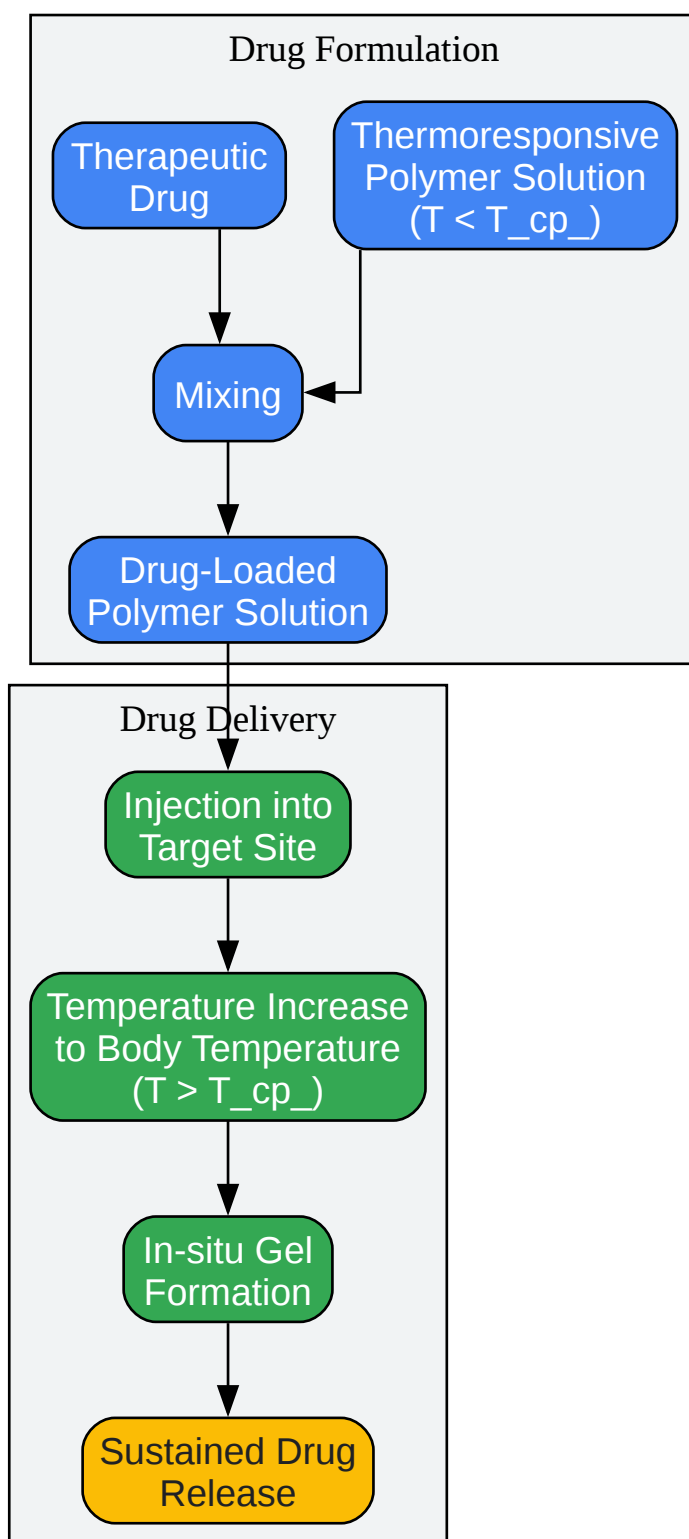 Drug Formulation
Therapeutic
Drug
Thermoresponsive
Polymer Solution
(T < T_cp_)
Mixing
Drug-Loaded
Polymer Solution
Drug Delivery
Injection into
Target Site
Temperature Increase
to Body Temperature
(T > T_cp_)
In-situ Gel
Formation
Sustained Drug
Release